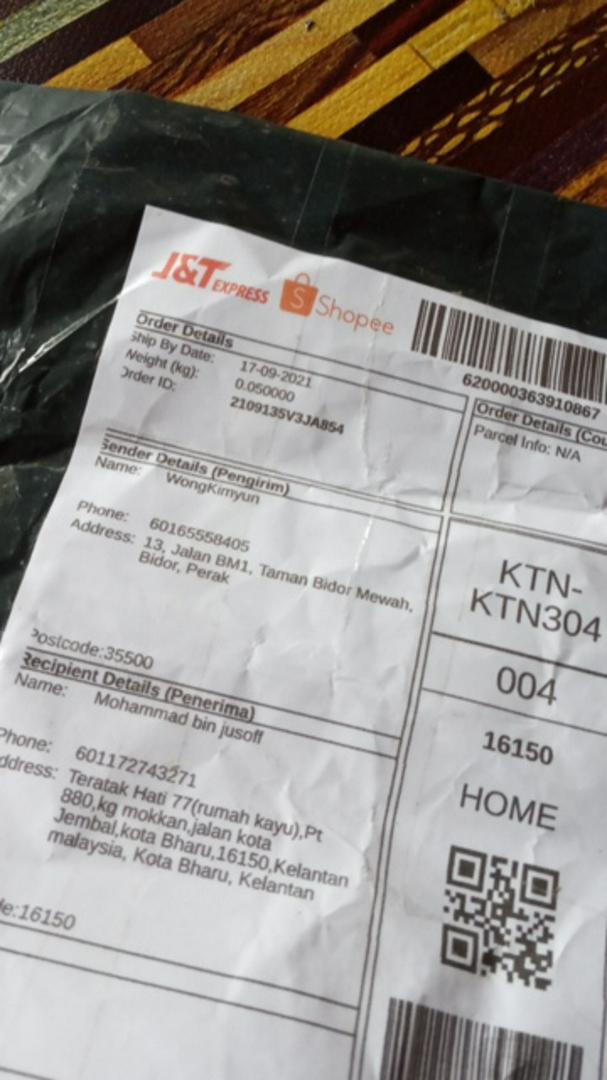 J&T EXPRESS Shopee
620000363910867
Order Details
Ship By Date: 17-09-2021
Weight (kg): 0.050000
Order ID: 2109135V3JA854
Order Details (Cou
Parcel Info: N/A
Sender Details (Pengirim)
Name: WongKimyun
Phone: 60165558405
Address: 13, Jalan BM1, Taman Bidor Mewah,
Bidor, Perak
Postcode:35500
Recipient Details (Penerima)
Name: Mohammad bin jusoff
Phone: 601172743271
ddress: Teratak Hati 77(rumah kayu),Pt
880,kg mokkan,jalan kota
Jembal,kota Bharu,16150,Kelantan
malaysia, Kota Bharu, Kelantan
de:16150
KTN-
KTN304
004
16150
HOME